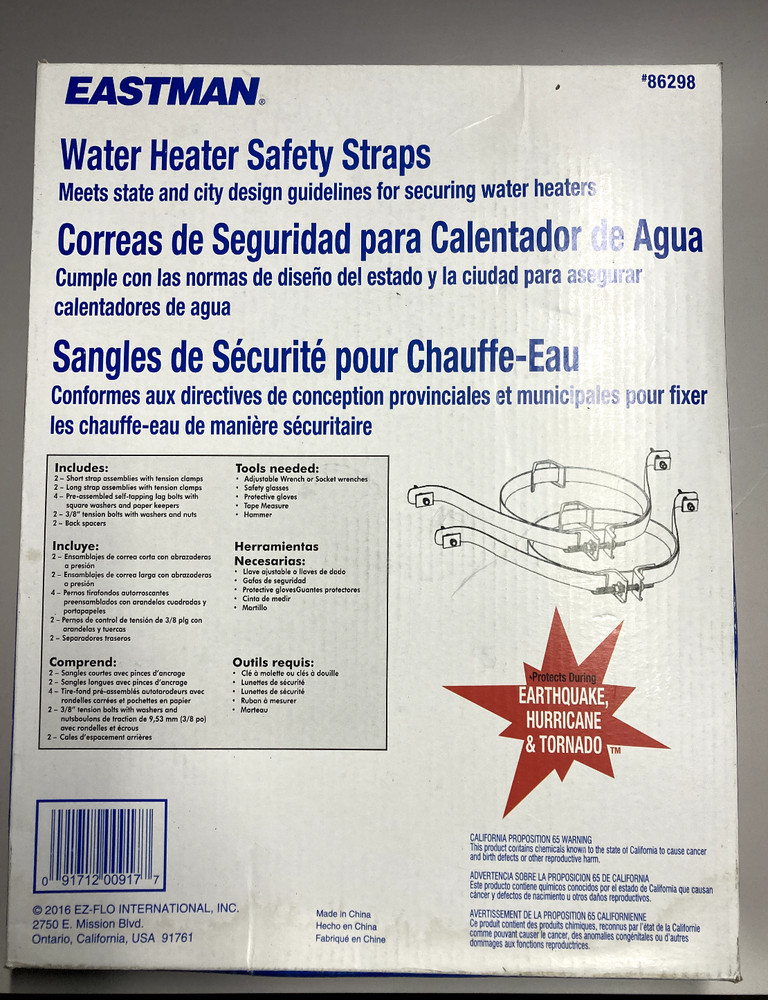 EASTMAN®
#86298
Water Heater Safety Straps
Meets state and city design guidelines for securing water heaters
Correas de Seguridad para Calentador de Agua
Cumple con las normas de diseño del estado y la ciudad para asegurar
calentadores de agua
Sangles de Sécurité pour Chauffe-Eau
Conformes aux directives de conception provinciales et municipales pour fixer
les chauffe-eau de manière sécuritaire
Includes:
2 – Short strap assemblies with tension clamps
2 – Long strap assemblies with tension clamps
4 – Pre-assembled self-tapping lag bolts with
square washers and paper keepers
2 – 3/8" tension bolts with washers and nuts
2 – Back spacers
Tools needed:
• Adjustable Wrench or Socket wrenches
• Safety glasses
• Protective gloves
• Tape Measure
• Hammer
Incluye:
2 – Ensamblajes de correa corta con abrazaderas
a presión
2 – Ensamblajes de correa larga con abrazaderas
a presión
4 – Pernos tirafondos autorroscantes
preensamblados con arandelas cuadradas y
portapapeles
2 – Pernos de control de tensión de 3/8 plg con
arandelas y tuercas
2 – Separadores traseros
Herramientas
Necesarias:
• Llave ajustable o llaves de dado
• Gafas de seguridad
• Protective glovesGuantes protectores
• Cinta de medir
• Martillo
Comprend:
2 – Sangles courtes avec pinces d'ancrage
2 – Sangles longues avec pinces d'ancrage
4 – Tire-fond pré-assemblés autotaraudeurs avec
rondelles carrées et pochettes en papier
2 – 3/8" tension bolts with washers and
nutsboulons de traction de 9,53 mm (3/8 po)
avec rondelles et écrous
2 – Cales d'espacement arrières
Outils requis:
• Clé à molette ou clés à douille
• Lunettes de sécurité
• Lunettes de sécurité
• Ruban à mesurer
• Marteau
Protects During
EARTHQUAKE,
HURRICANE
& TORNADO ™
0 91712 00917 7
© 2016 EZ-FLO INTERNATIONAL, INC.
2750 E. Mission Blvd.
Ontario, California, USA 91761
Made in China
Hecho en China
Fabriqué en Chine
CALIFORNIA PROPOSITION 65 WARNING
This product contains chemicals known to the state of California to cause cancer
and birth defects or other reproductive harm.
ADVERTENCIA SOBRE LA PROPOSICION 65 DE CALIFORNIA
Este producto contiene químicos conocidos por el estado de California que causan
cáncer y defectos de nacimiento u otros daños reproductivos.
AVERTISSEMENT DE LA PROPOSITION 65 CALIFORNIENNE
Ce produit contient des produits chimiques, reconnus par l'état de la Californie
comme pouvant causer le cancer, des anomalies congénitales ou d'autres
dommages aux fonctions reproductrices.